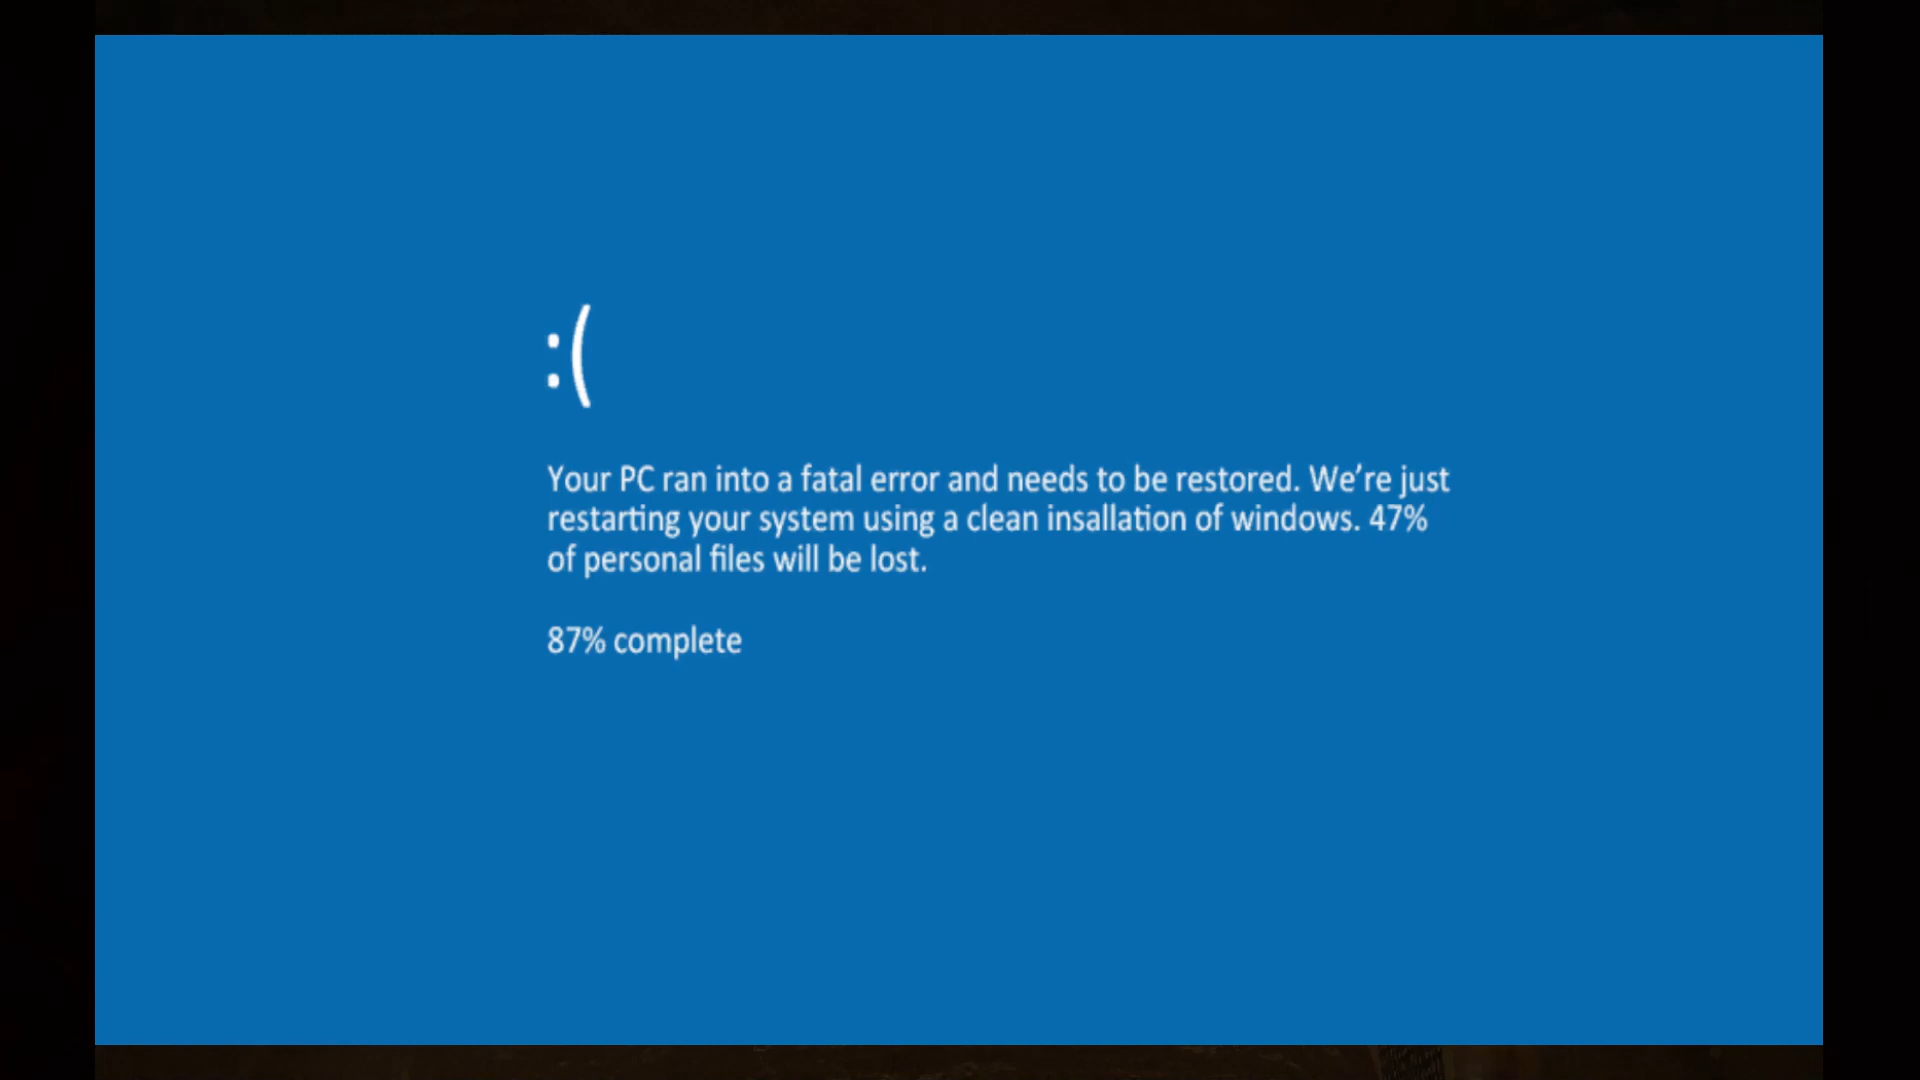 :(
Your PC ran into a fatal error and needs to be restored. We’re just
restarting your system using a clean insallation of windows. 47%
of personal files will be lost.
87% complete